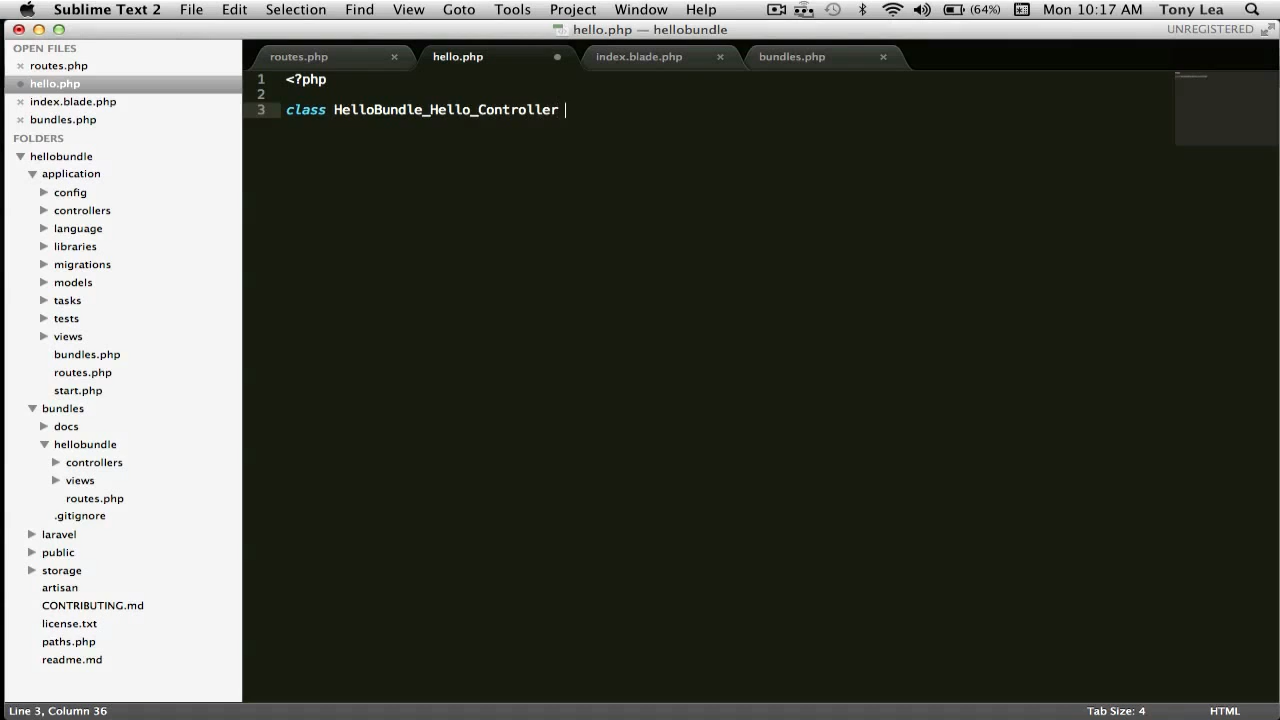 Sublime Text 2 File Edit Selection Find View Goto Tools Project Window Help (64%) Mon 10:17 AM Tony Lea
hello.php — hellobundle UNREGISTERED
OPEN FILES
routes.php
hello.php
index.blade.php
bundles.php
FOLDERS
hellobundle
application
config
controllers
language
libraries
migrations
models
tasks
tests
views
bundles.php
routes.php
start.php
bundles
docs
hellobundle
controllers
views
routes.php
.gitignore
laravel
public
storage
artisan
CONTRIBUTING.md
license.txt
paths.php
readme.md
routes.php hello.php index.blade.php bundles.php
1 <?php
2
3 class HelloBundle_Hello_Controller
Line 3, Column 36 Tab Size: 4 HTML